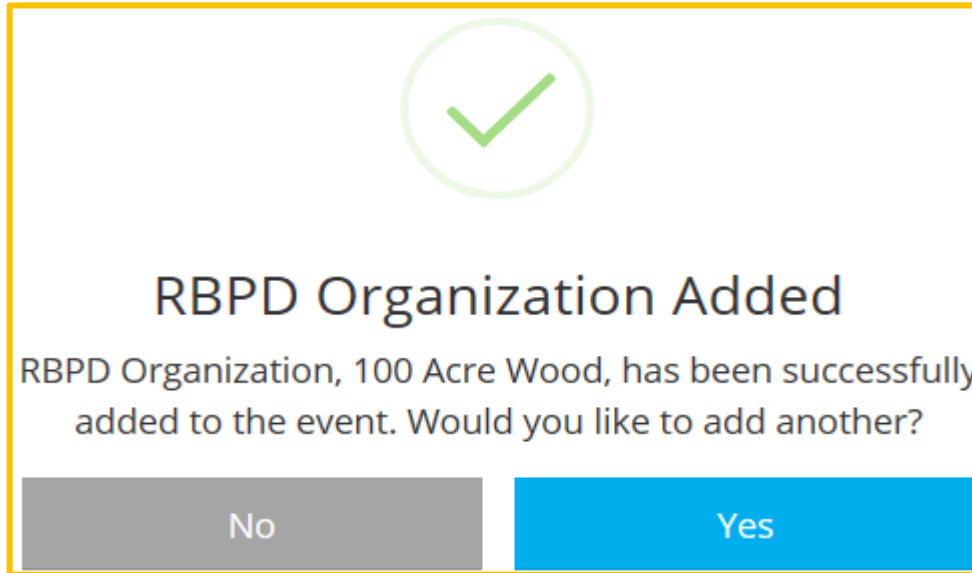 RBPD Organization Added
RBPD Organization, 100 Acre Wood, has been successfully
added to the event. Would you like to add another?
No
Yes